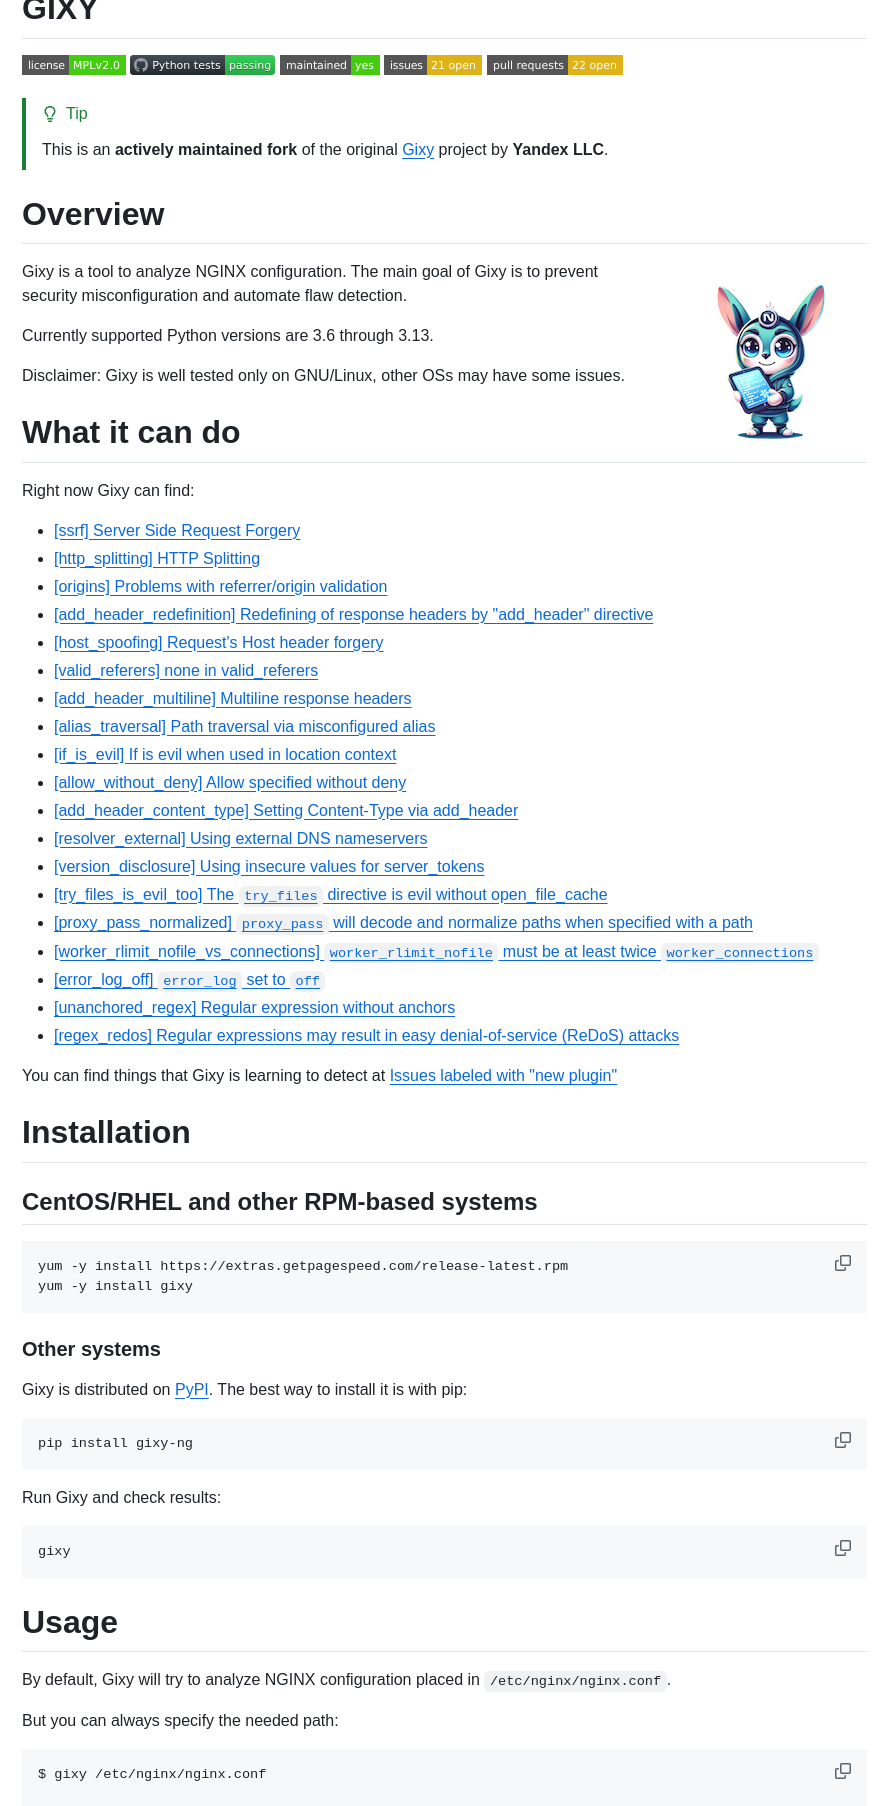 GIXY
license MPLv2.0 Python tests passing maintained yes issues 21 open pull requests 22 open
Tip
This is an actively maintained fork of the original Gixy project by Yandex LLC.
Overview
Gixy is a tool to analyze NGINX configuration. The main goal of Gixy is to prevent
security misconfiguration and automate flaw detection.
Currently supported Python versions are 3.6 through 3.13.
Disclaimer: Gixy is well tested only on GNU/Linux, other OSs may have some issues.
N
What it can do
Right now Gixy can find:
[ssrf] Server Side Request Forgery
[http_splitting] HTTP Splitting
[origins] Problems with referrer/origin validation
[add_header_redefinition] Redefining of response headers by "add_header" directive
[host_spoofing] Request's Host header forgery
[valid_referers] none in valid_referers
[add_header_multiline] Multiline response headers
[alias_traversal] Path traversal via misconfigured alias
[if_is_evil] If is evil when used in location context
[allow_without_deny] Allow specified without deny
[add_header_content_type] Setting Content-Type via add_header
[resolver_external] Using external DNS nameservers
[version_disclosure] Using insecure values for server_tokens
[try_files_is_evil_too] The try_files directive is evil without open_file_cache
[proxy_pass_normalized] proxy_pass will decode and normalize paths when specified with a path
[worker_rlimit_nofile_vs_connections] worker_rlimit_nofile must be at least twice worker_connections
[error_log_off] error_log set to off
[unanchored_regex] Regular expression without anchors
[regex_redos] Regular expressions may result in easy denial-of-service (ReDoS) attacks
You can find things that Gixy is learning to detect at Issues labeled with "new plugin"
Installation
CentOS/RHEL and other RPM-based systems
yum -y install https://extras.getpagespeed.com/release-latest.rpm
yum -y install gixy
Other systems
Gixy is distributed on PyPI. The best way to install it is with pip:
pip install gixy-ng
Run Gixy and check results:
gixy
Usage
By default, Gixy will try to analyze NGINX configuration placed in /etc/nginx/nginx.conf.
But you can always specify the needed path:
$ gixy /etc/nginx/nginx.conf